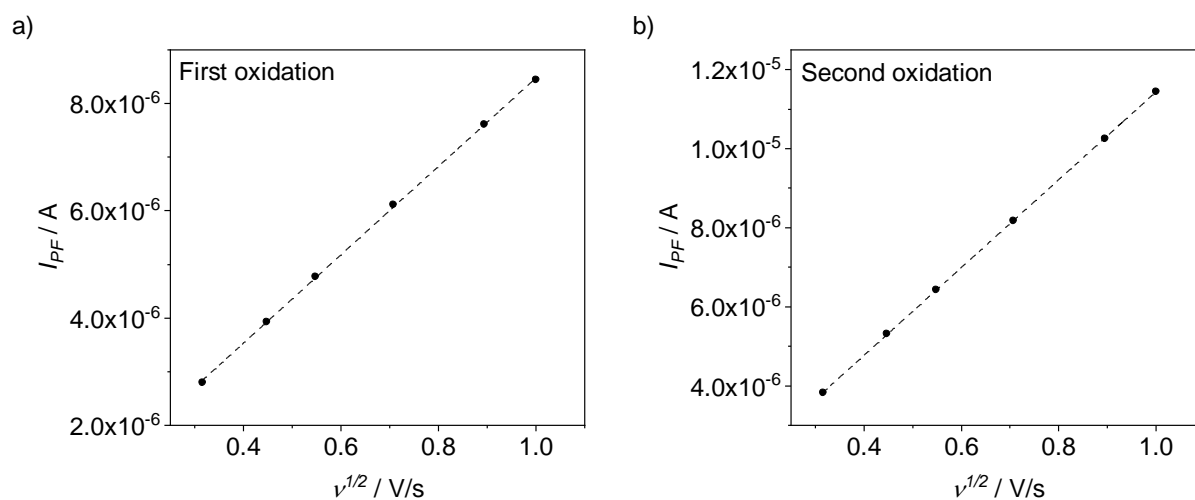 a)
First oxidation
8.0x10⁻⁶
6.0x10⁻⁶
4.0x10⁻⁶
2.0x10⁻⁶
I_PF / A
0.4 0.6 0.8 1.0
ν^1/2 / V/s
b)
Second oxidation
1.2x10⁻⁵
1.0x10⁻⁵
8.0x10⁻⁶
6.0x10⁻⁶
4.0x10⁻⁶
I_PF / A
0.4 0.6 0.8 1.0
ν^1/2 / V/s